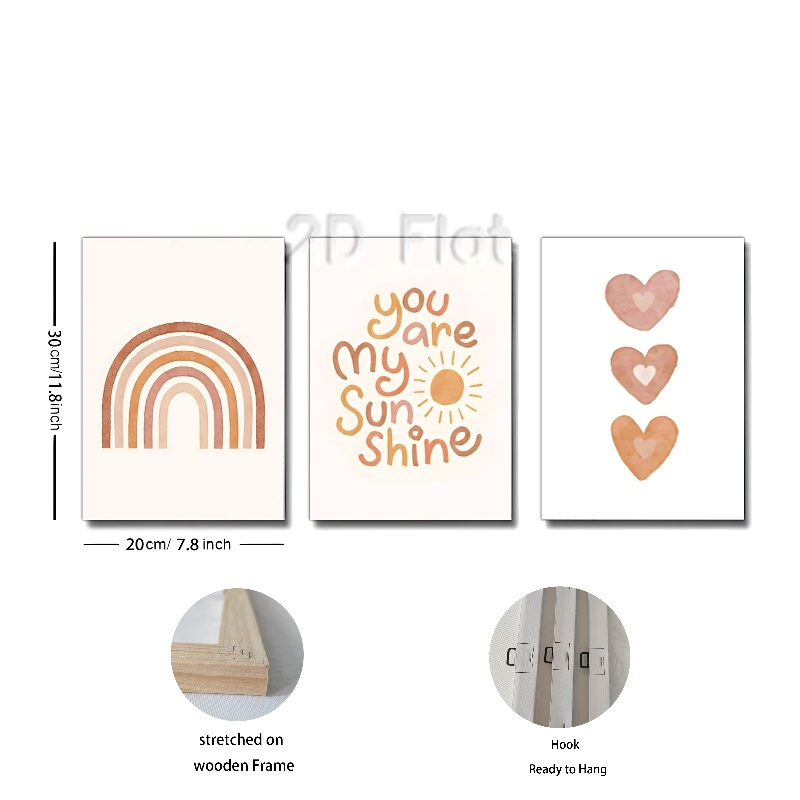 2D Flat
30cm/11.8inch
you
are
My
Sun
shine
20cm/ 7.8 inch
stretched on
wooden Frame
Hook
Ready to Hang